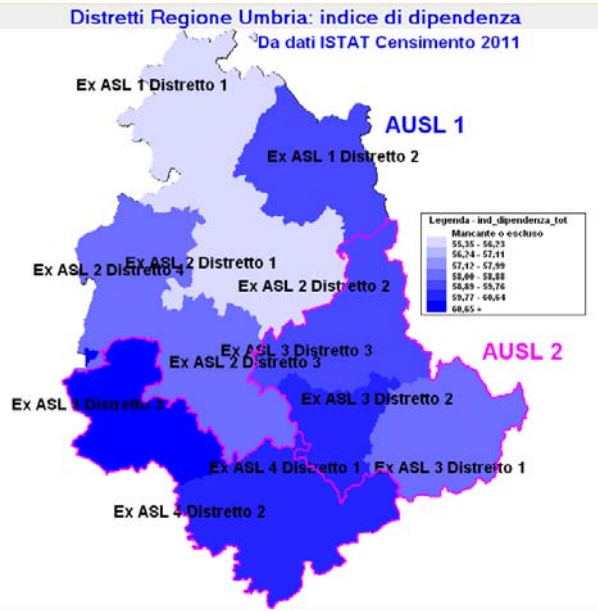 Distretti Regione Umbria: indice di dipendenza
Da dati ISTAT Censimento 2011
Ex ASL 1 Distretto 1
AUSL 1
Ex ASL 1 Distretto 2
Legenda - ind_dipendenza_tot
Mancante o escluso
55,35 - 56,23
56,24 - 57,11
57,12 - 57,99
58,00 - 58,88
58,89 - 59,76
59,77 - 60,64
60,65 +
Ex ASL 2 Distretto 1
Ex ASL 2 Distretto 4
Ex ASL 2 Distretto 2
Ex ASL 3 Distretto 3
AUSL 2
Ex ASL 2 Distretto 3
Ex ASL 3 Distretto 2
Ex ASL 4 Distretto 3
Ex ASL 4 Distretto 1
Ex ASL 3 Distretto 1
Ex ASL 4 Distretto 2